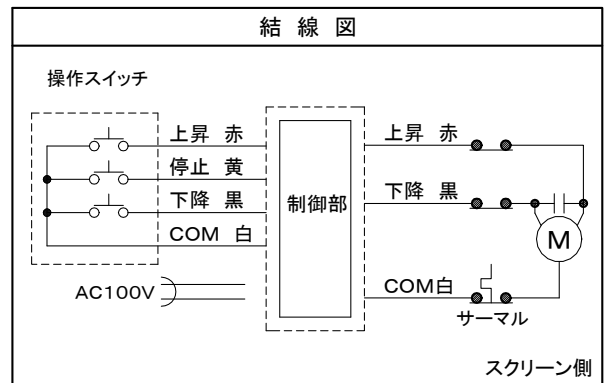 結線図
操作スイッチ
上昇 赤
停止 黄
下降 黒
COM 白
AC100V
制御部
上昇 赤
下降 黒
COM白
サーマル
M
スクリーン側